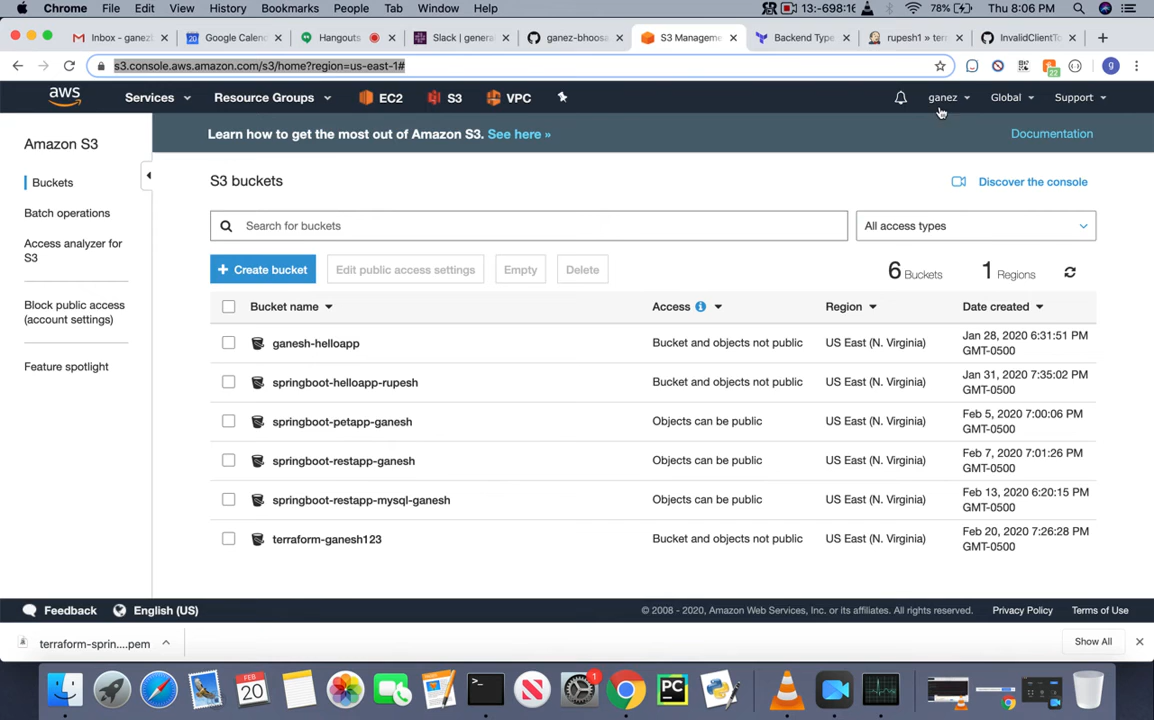 Chrome File Edit View History Bookmarks People Tab Window Help 13:-698:16 78% Thu 8:06 PM
Inbox - ganez Google Calen Hangouts Slack | genera ganez-bhoosa S3 Manageme Backend Type rupesh1 » terr InvalidClientTo
s3.console.aws.amazon.com/s3/home?region=us-east-1# 22 g
aws Services Resource Groups EC2 S3 VPC ganez Global Support
Learn how to get the most out of Amazon S3. See here » Documentation
Amazon S3
Buckets
Batch operations
Access analyzer for
S3
Block public access
(account settings)
Feature spotlight
S3 buckets Discover the console
Search for buckets All access types
+ Create bucket Edit public access settings Empty Delete 6 Buckets 1 Regions
Bucket name Access Region Date created
ganesh-helloapp Bucket and objects not public US East (N. Virginia) Jan 28, 2020 6:31:51 PM
GMT-0500
springboot-helloapp-rupesh Bucket and objects not public US East (N. Virginia) Jan 31, 2020 7:35:02 PM
GMT-0500
springboot-petapp-ganesh Objects can be public US East (N. Virginia) Feb 5, 2020 7:00:06 PM
GMT-0500
springboot-restapp-ganesh Objects can be public US East (N. Virginia) Feb 7, 2020 7:01:26 PM
GMT-0500
springboot-restapp-mysql-ganesh Objects can be public US East (N. Virginia) Feb 13, 2020 6:20:15 PM
GMT-0500
terraform-ganesh123 Bucket and objects not public US East (N. Virginia) Feb 20, 2020 7:26:28 PM
GMT-0500
Feedback English (US) © 2008 - 2020, Amazon Web Services, Inc. or its affiliates. All rights reserved. Privacy Policy Terms of Use
terraform-sprin....pem Show All
FEB
20
1
PC